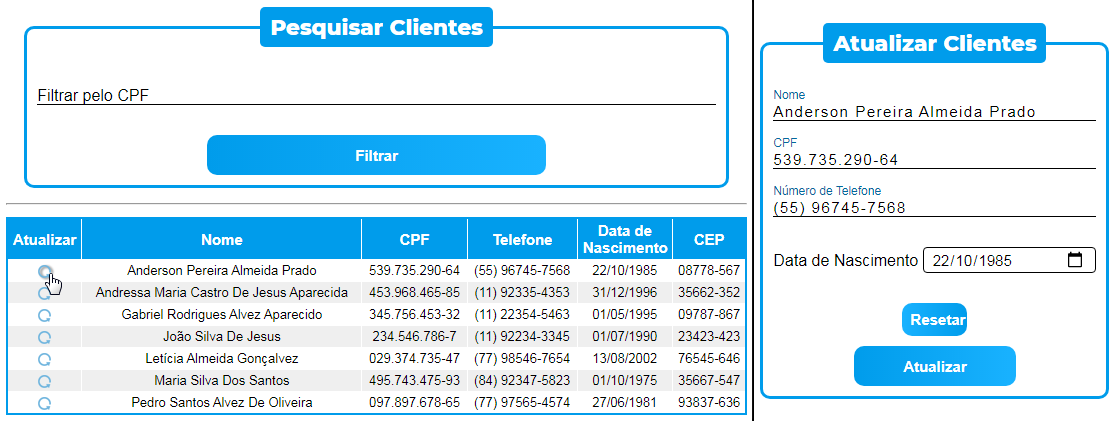 Pesquisar Clientes
Filtrar pelo CPF
Filtrar
Atualizar Nome CPF Telefone Data de Nascimento CEP
Anderson Pereira Almeida Prado 539.735.290-64 (55) 96745-7568 22/10/1985 08778-567
Andressa Maria Castro De Jesus Aparecida 453.968.465-85 (11) 92335-4353 31/12/1996 35662-352
Gabriel Rodrigues Alvez Aparecido 345.756.453-32 (11) 22354-5463 01/05/1995 09787-867
João Silva De Jesus 234.546.786-7 (11) 92234-3345 01/07/1990 23423-423
Letícia Almeida Gonçalvez 029.374.735-47 (77) 98546-7654 13/08/2002 76545-646
Maria Silva Dos Santos 495.743.475-93 (84) 92347-5823 01/10/1975 35667-547
Pedro Santos Alvez De Oliveira 097.897.678-65 (77) 97565-4574 27/06/1981 93837-636
Atualizar Clientes
Nome
Anderson Pereira Almeida Prado
CPF
539.735.290-64
Número de Telefone
(55) 96745-7568
Data de Nascimento 22/10/1985
Resetar
Atualizar